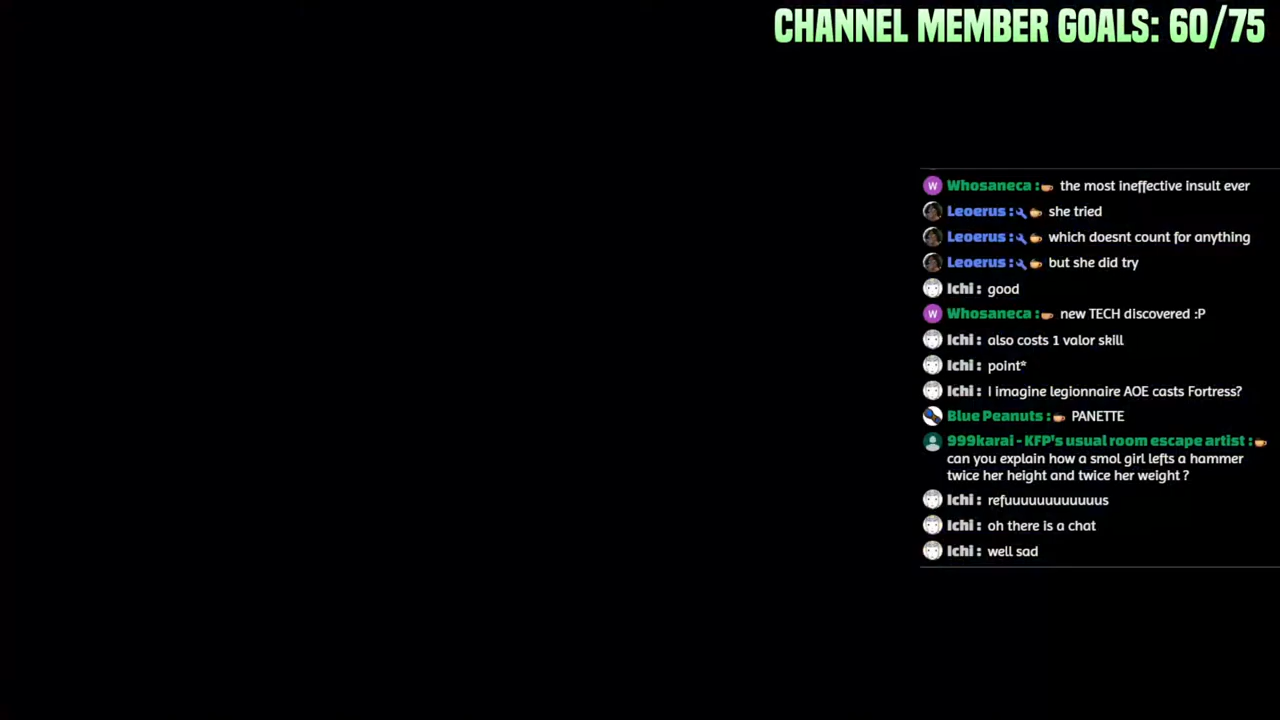 CHANNEL MEMBER GOALS: 60/75
Whosaneca : the most ineffective insult ever
Leoerus : she tried
Leoerus : which doesnt count for anything
Leoerus : but she did try
Ichi : good
W
Whosaneca : new TECH discovered :P
Ichi : also costs 1 valor skill
Ichi : point*
Ichi : I imagine legionnaire AOE casts Fortress?
Blue Peanuts : PANETTE
999karai - KFP's usual room escape artist :
can you explain how a smol girl lefts a hammer
twice her height and twice her weight ?
Ichi : refuuuuuuuuuuus
Ichi : oh there is a chat
Ichi : well sad